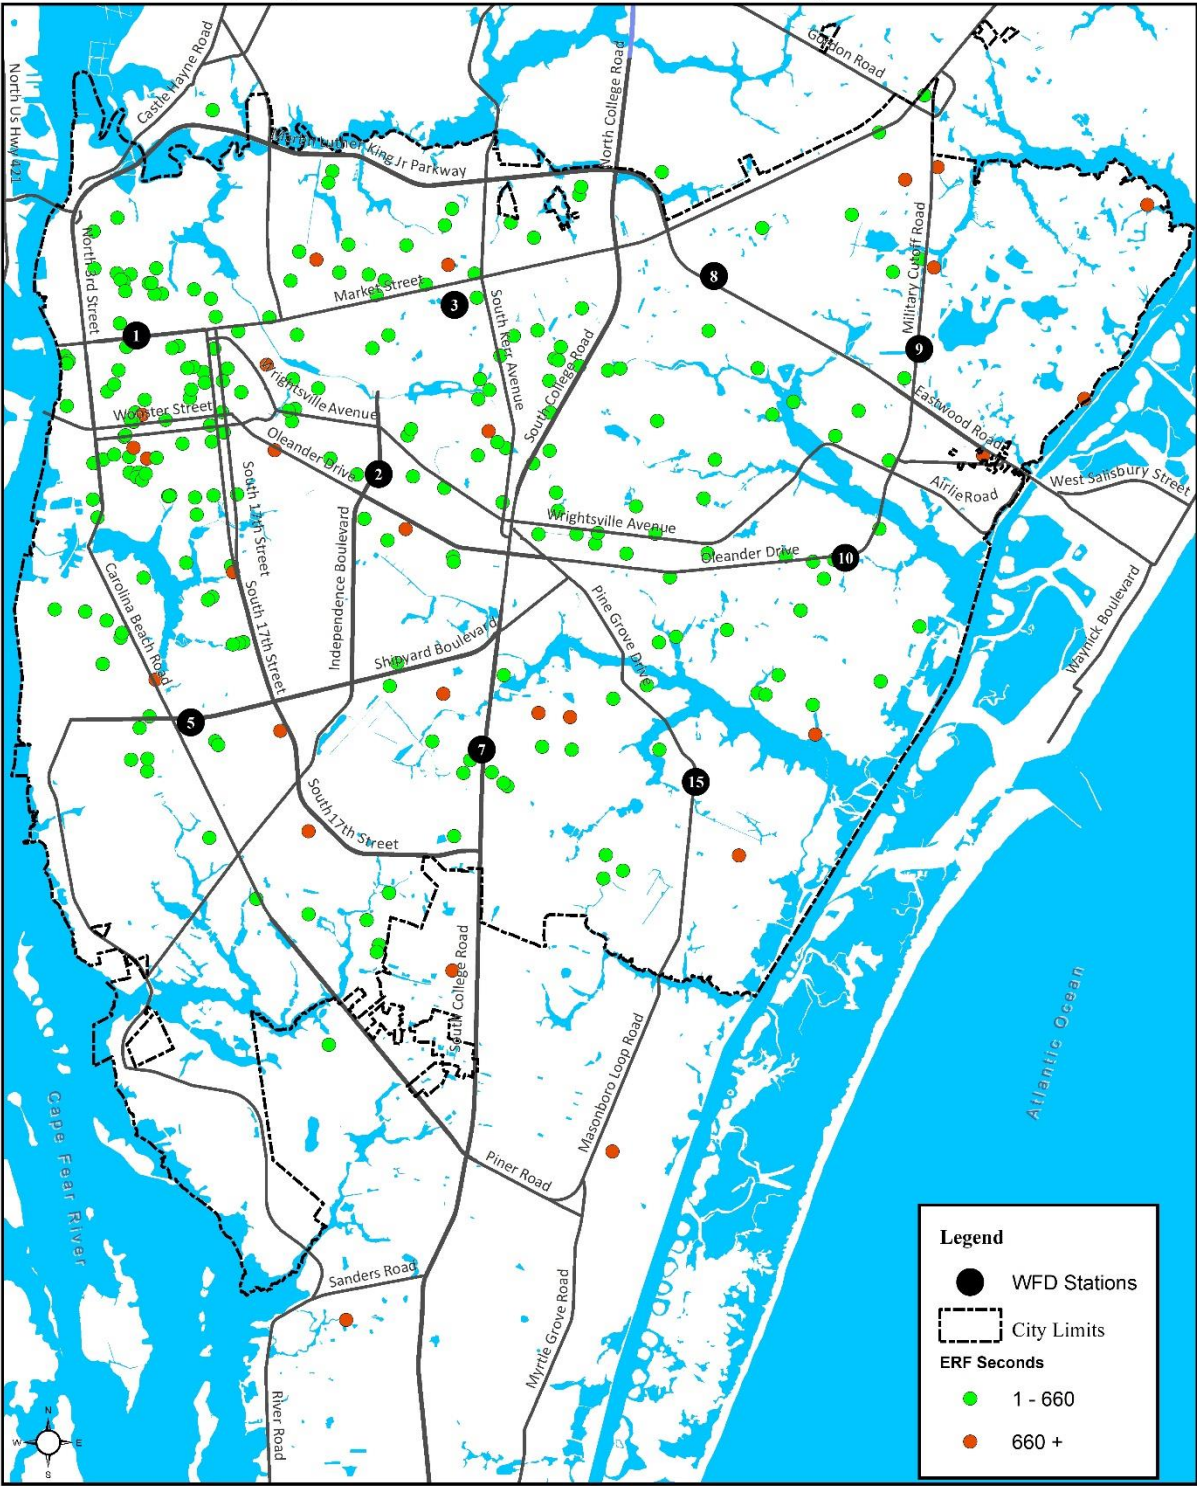 Gordon Road
Castle Hayne Road
North College Road
North Us Hwy 421
Martin Luther King Jr Parkway
North 3rd Street
Military Cutoff Road
8
Market Street
3
South Kerr Avenue
1
9
South College Road
Wrightsville Avenue
Wooster Street
Eastwood Road
Oleander Drive
2
South 17th Street
West Salisbury Street
Airlie Road
Wrightsville Avenue
Independence Boulevard
Oleander Drive
10
Carolina Beach Road
South 17th Street
Pine Grove Drive
Waynick Boulevard
Shipyard Boulevard
5
7
15
South 17th Street
South College Road
Atlantic Ocean
Masonboro Loop Road
Cape Fear River
Piner Road
Sanders Road
Myrtle Grove Road
River Road
Legend
WFD Stations
City Limits
ERF Seconds
1 - 660
660 +
N
W E
S